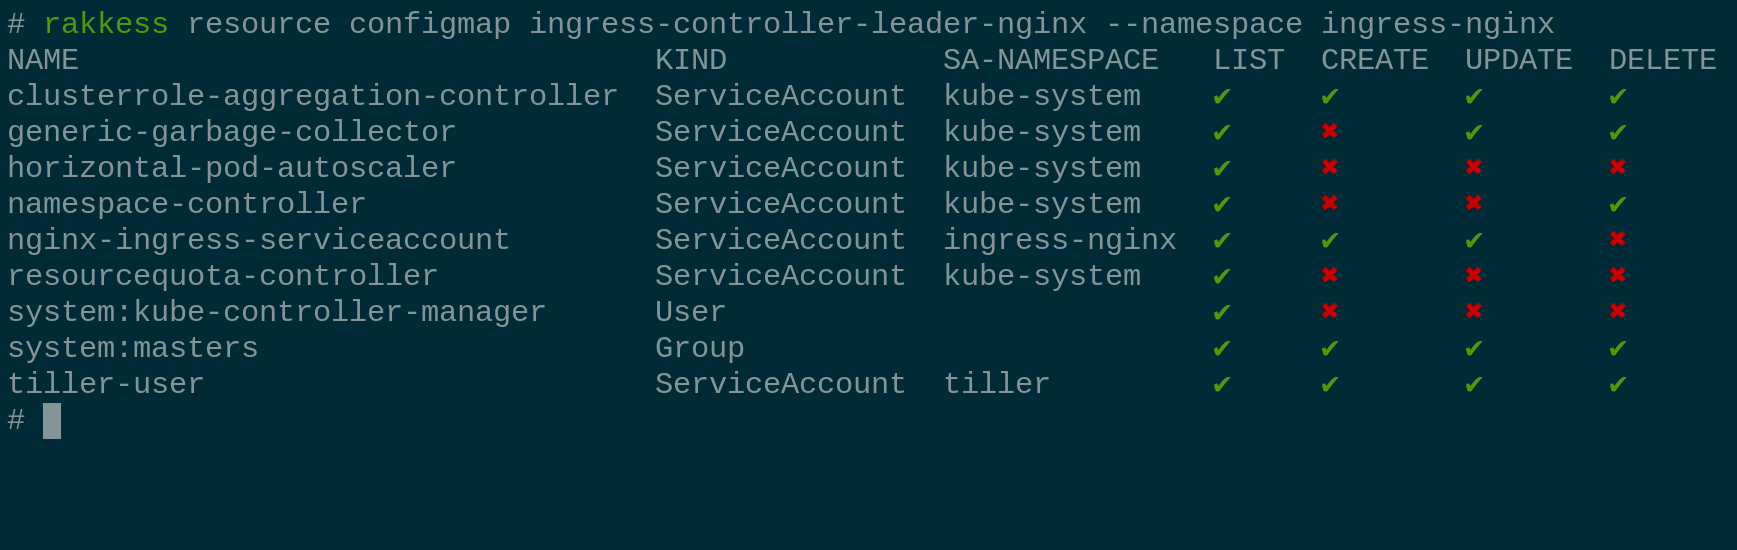 # rakkess resource configmap ingress-controller-leader-nginx --namespace ingress-nginx
NAME                                KIND            SA-NAMESPACE   LIST  CREATE  UPDATE  DELETE
clusterrole-aggregation-controller  ServiceAccount  kube-system    ✔     ✔       ✔       ✔
generic-garbage-collector           ServiceAccount  kube-system    ✔     ✖       ✔       ✔
horizontal-pod-autoscaler           ServiceAccount  kube-system    ✔     ✖       ✖       ✖
namespace-controller                ServiceAccount  kube-system    ✔     ✖       ✖       ✔
nginx-ingress-serviceaccount        ServiceAccount  ingress-nginx  ✔     ✔       ✔       ✖
resourcequota-controller            ServiceAccount  kube-system    ✔     ✖       ✖       ✖
system:kube-controller-manager      User                           ✔     ✖       ✖       ✖
system:masters                      Group                          ✔     ✔       ✔       ✔
tiller-user                         ServiceAccount  tiller         ✔     ✔       ✔       ✔
#